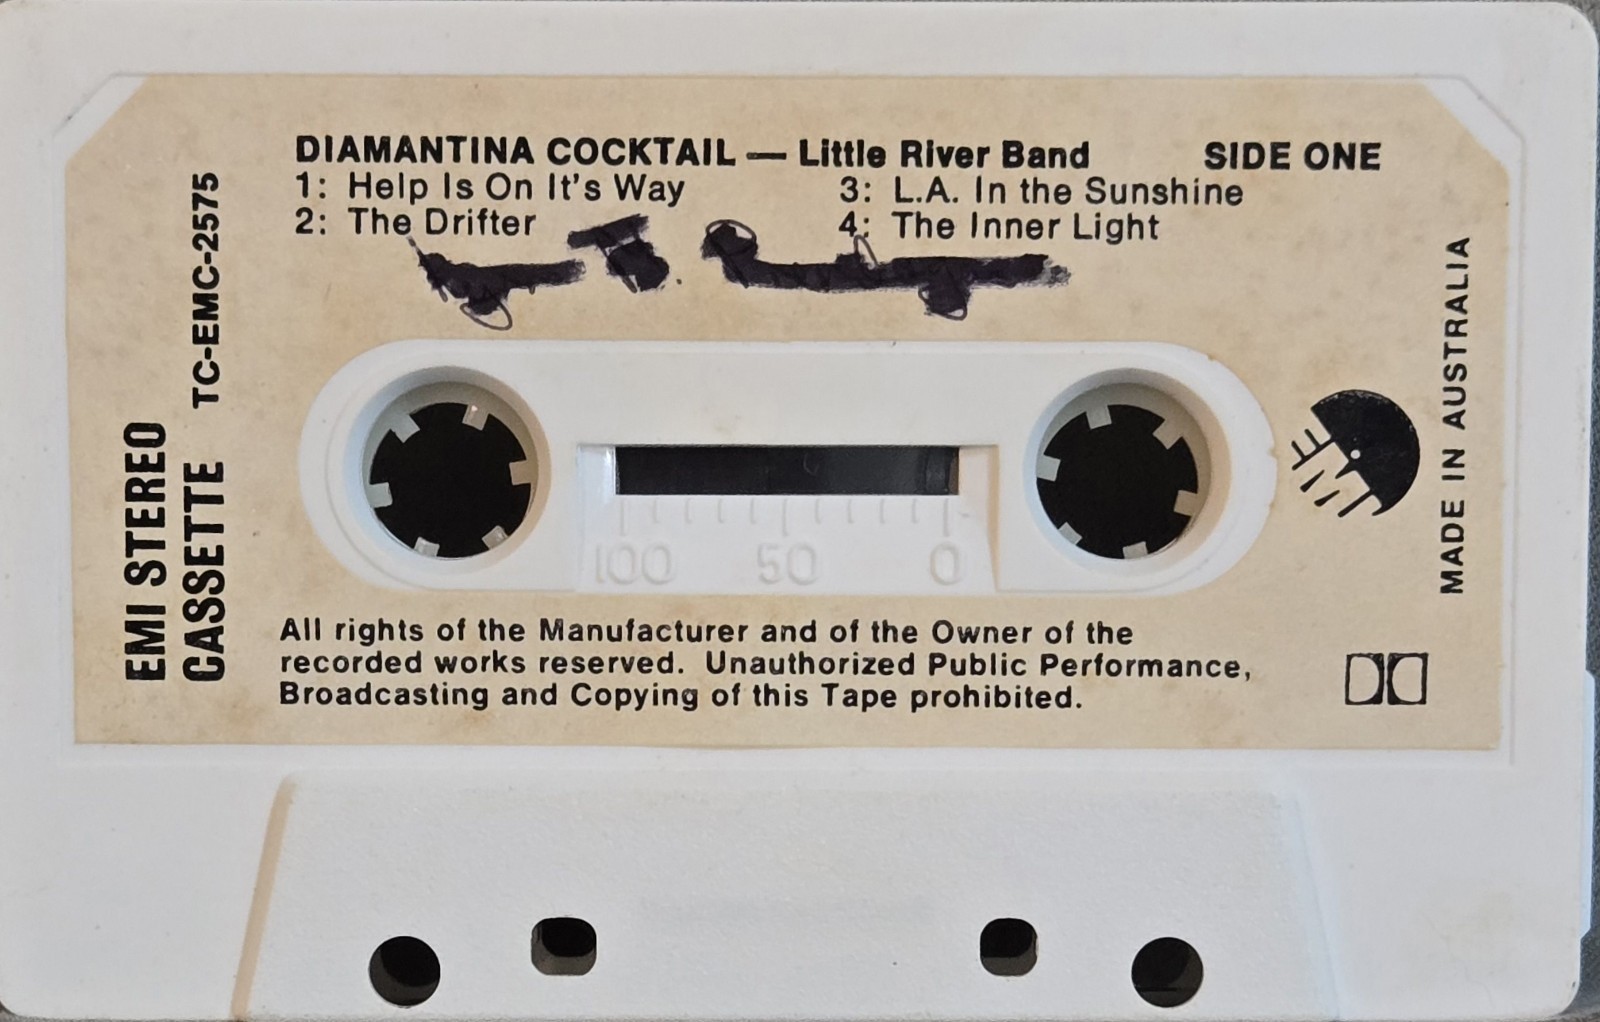 DIAMANTINA COCKTAIL — Little River Band SIDE ONE
1: Help Is On It's Way 3: L.A. In the Sunshine
2: The Drifter 4: The Inner Light
EMI STEREO
CASSETTE TC-EMC-2575
100 50 0
EMI
MADE IN AUSTRALIA
All rights of the Manufacturer and of the Owner of the
recorded works reserved. Unauthorized Public Performance,
Broadcasting and Copying of this Tape prohibited.